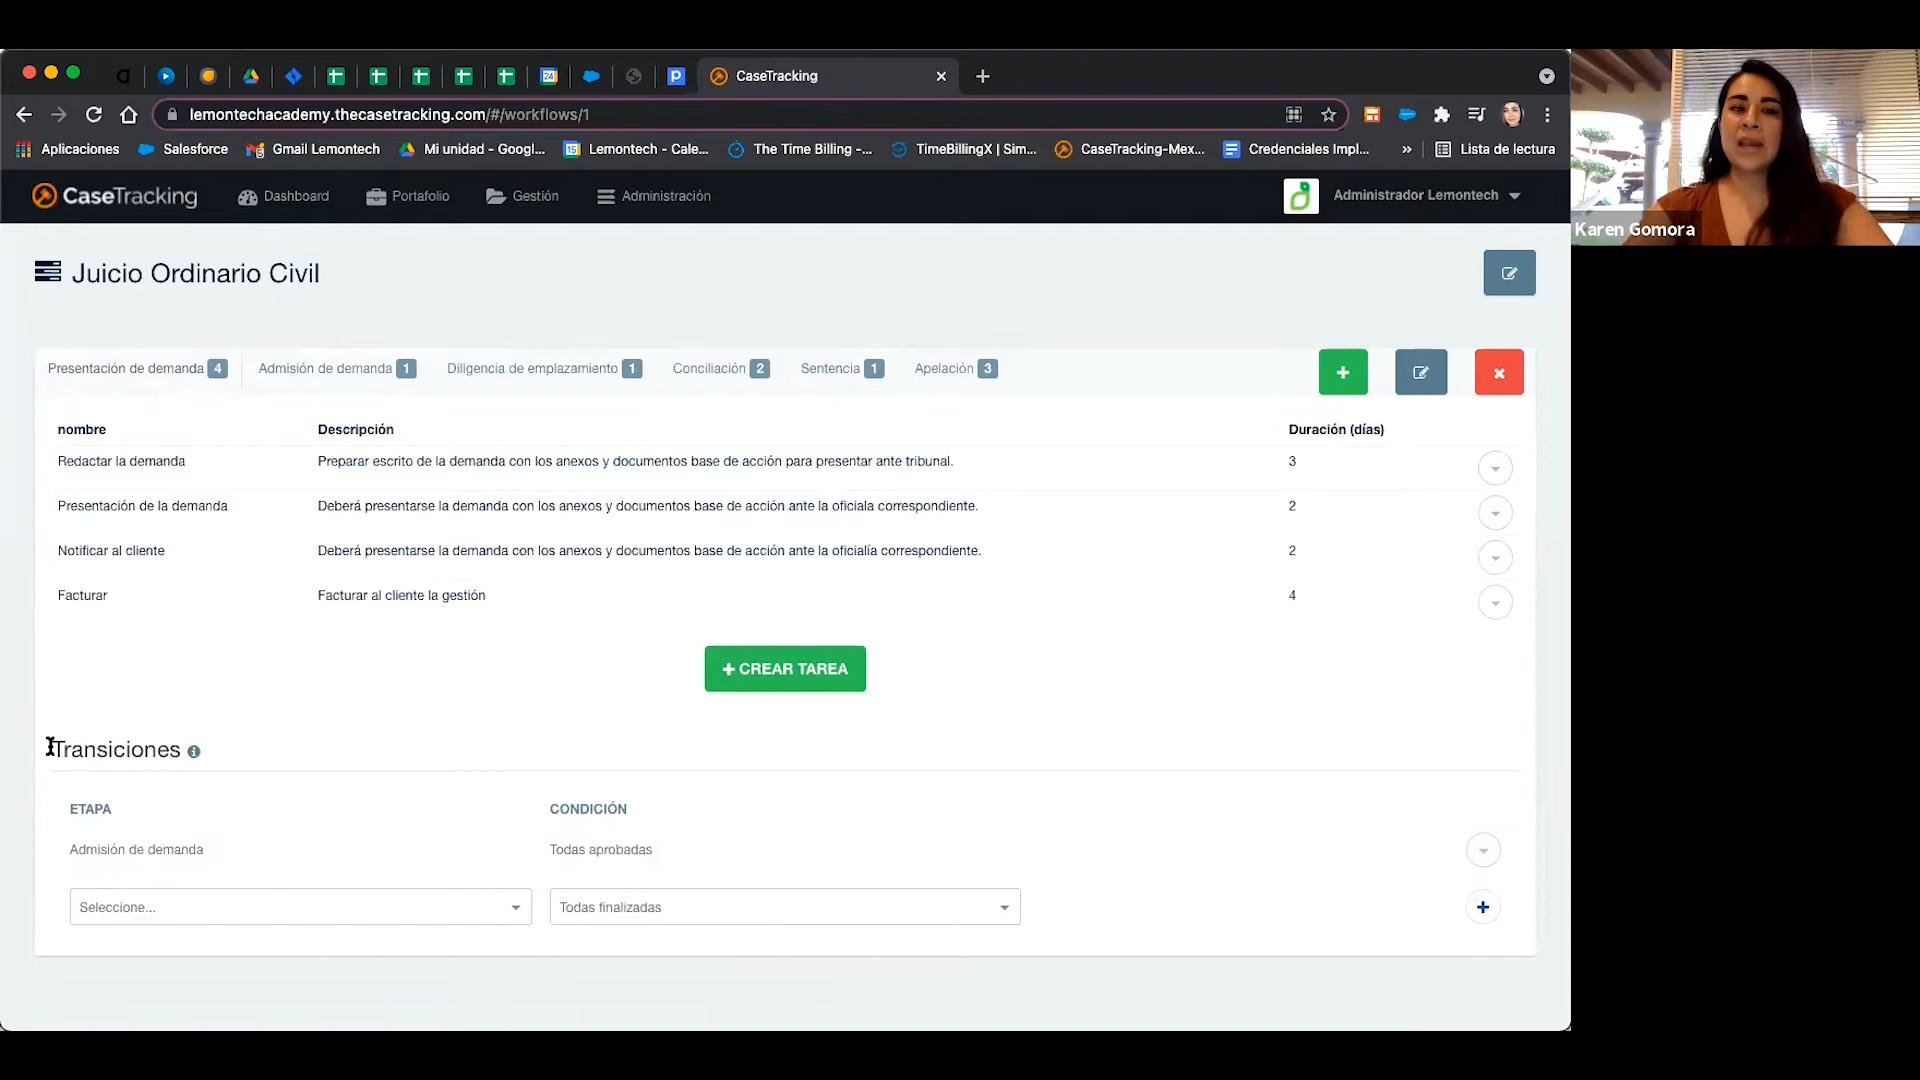 CaseTracking
lemontechacademy.thecasetracking.com/#/workflows/1
Aplicaciones Salesforce Gmail Lemontech Mi unidad - Googl... Lemontech - Cale... The Time Billing -... TimeBillingX | Sim... CaseTracking-Mex... Credenciales Impl... » Lista de lectura
CaseTracking Dashboard Portafolio Gestión Administración Administrador Lemontech
Karen Gomora
Juicio Ordinario Civil
Presentación de demanda 4 Admisión de demanda 1 Diligencia de emplazamiento 1 Conciliación 2 Sentencia 1 Apelación 3
nombre Descripción Duración (días)
Redactar la demanda Preparar escrito de la demanda con los anexos y documentos base de acción para presentar ante tribunal. 3
Presentación de la demanda Deberá presentarse la demanda con los anexos y documentos base de acción ante la oficiala correspondiente. 2
Notificar al cliente Deberá presentarse la demanda con los anexos y documentos base de acción ante la oficialía correspondiente. 2
Facturar Facturar al cliente la gestión 4
+ CREAR TAREA
Transiciones
ETAPA CONDICIÓN
Admisión de demanda Todas aprobadas
Seleccione... Todas finalizadas